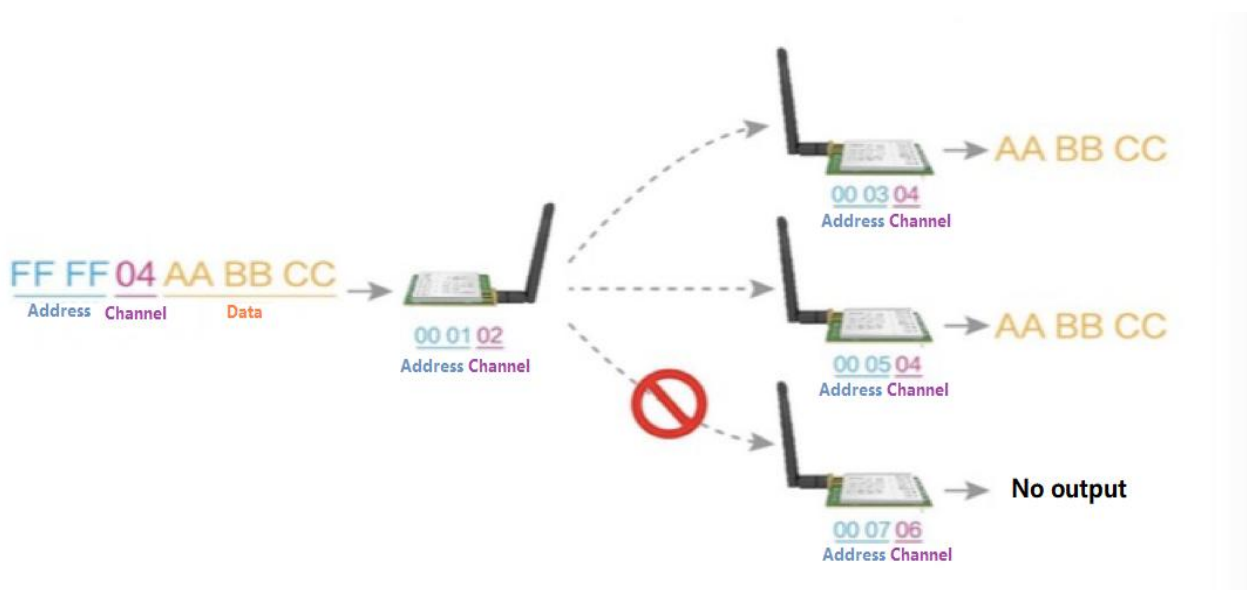 FF FF 04 AA BB CC
Address Channel Data
00 01 02
Address Channel
00 03 04
Address Channel
AA BB CC
00 05 04
Address Channel
AA BB CC
00 07 06
Address Channel
No output